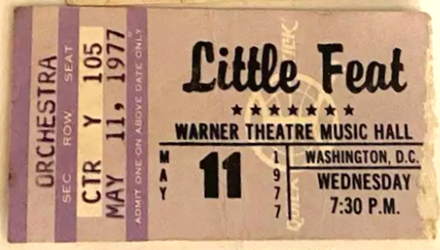 ORCHESTRA
SEC ROW SEAT
CTR Y 105
MAY 11, 1977
ADMIT ONE ON ABOVE DATE ONLY
Little Feat
★★★★★★★
WARNER THEATRE MUSIC HALL
MAY 11 1977
WASHINGTON, D.C.
WEDNESDAY
7:30 P.M.